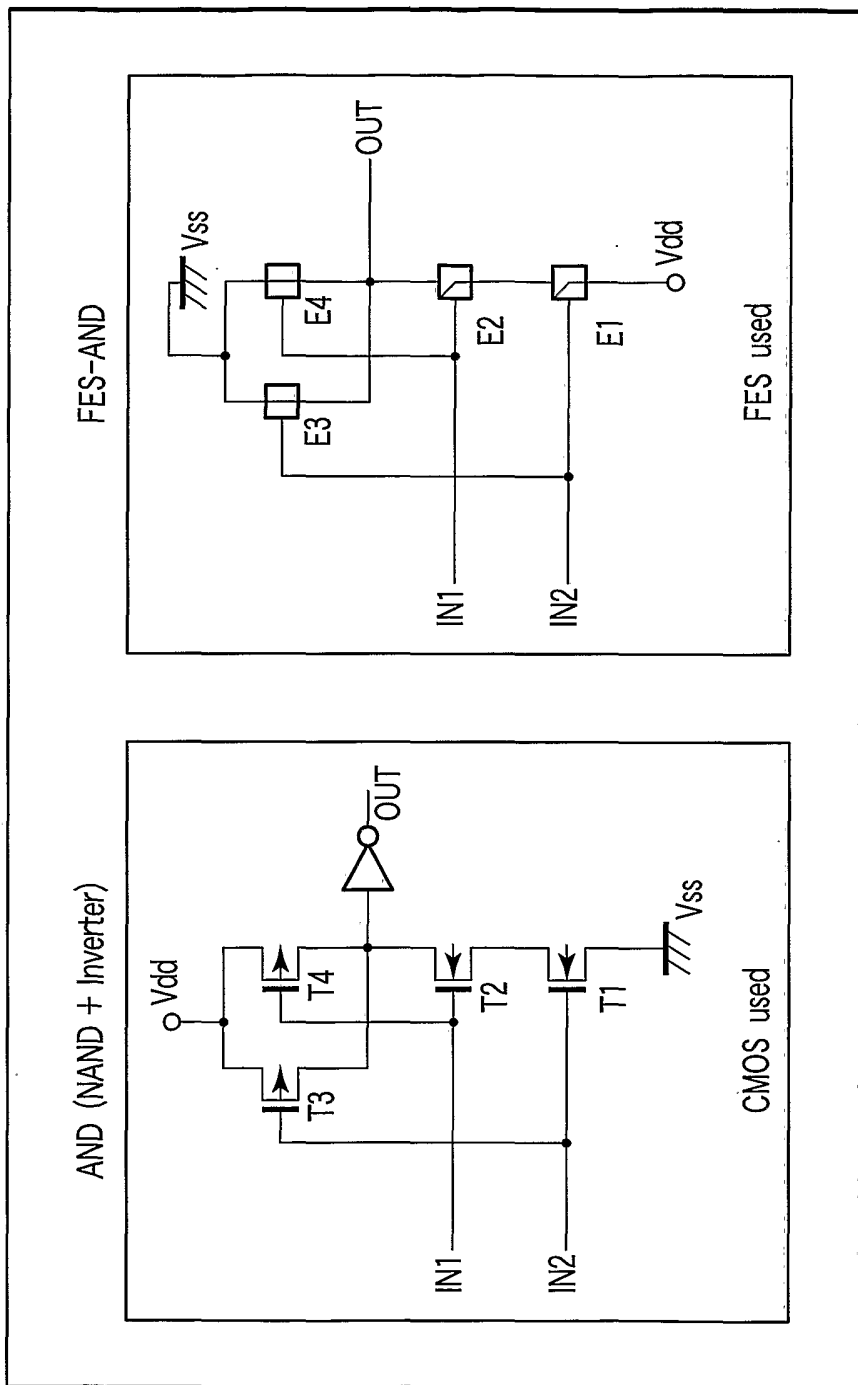 AND (NAND + Inverter)
Vdd
T3
T4
OUT
IN1
T2
IN2
T1
Vss
CMOS used
FES-AND
Vss
E3
E4
OUT
IN1
E2
IN2
E1
Vdd
FES used